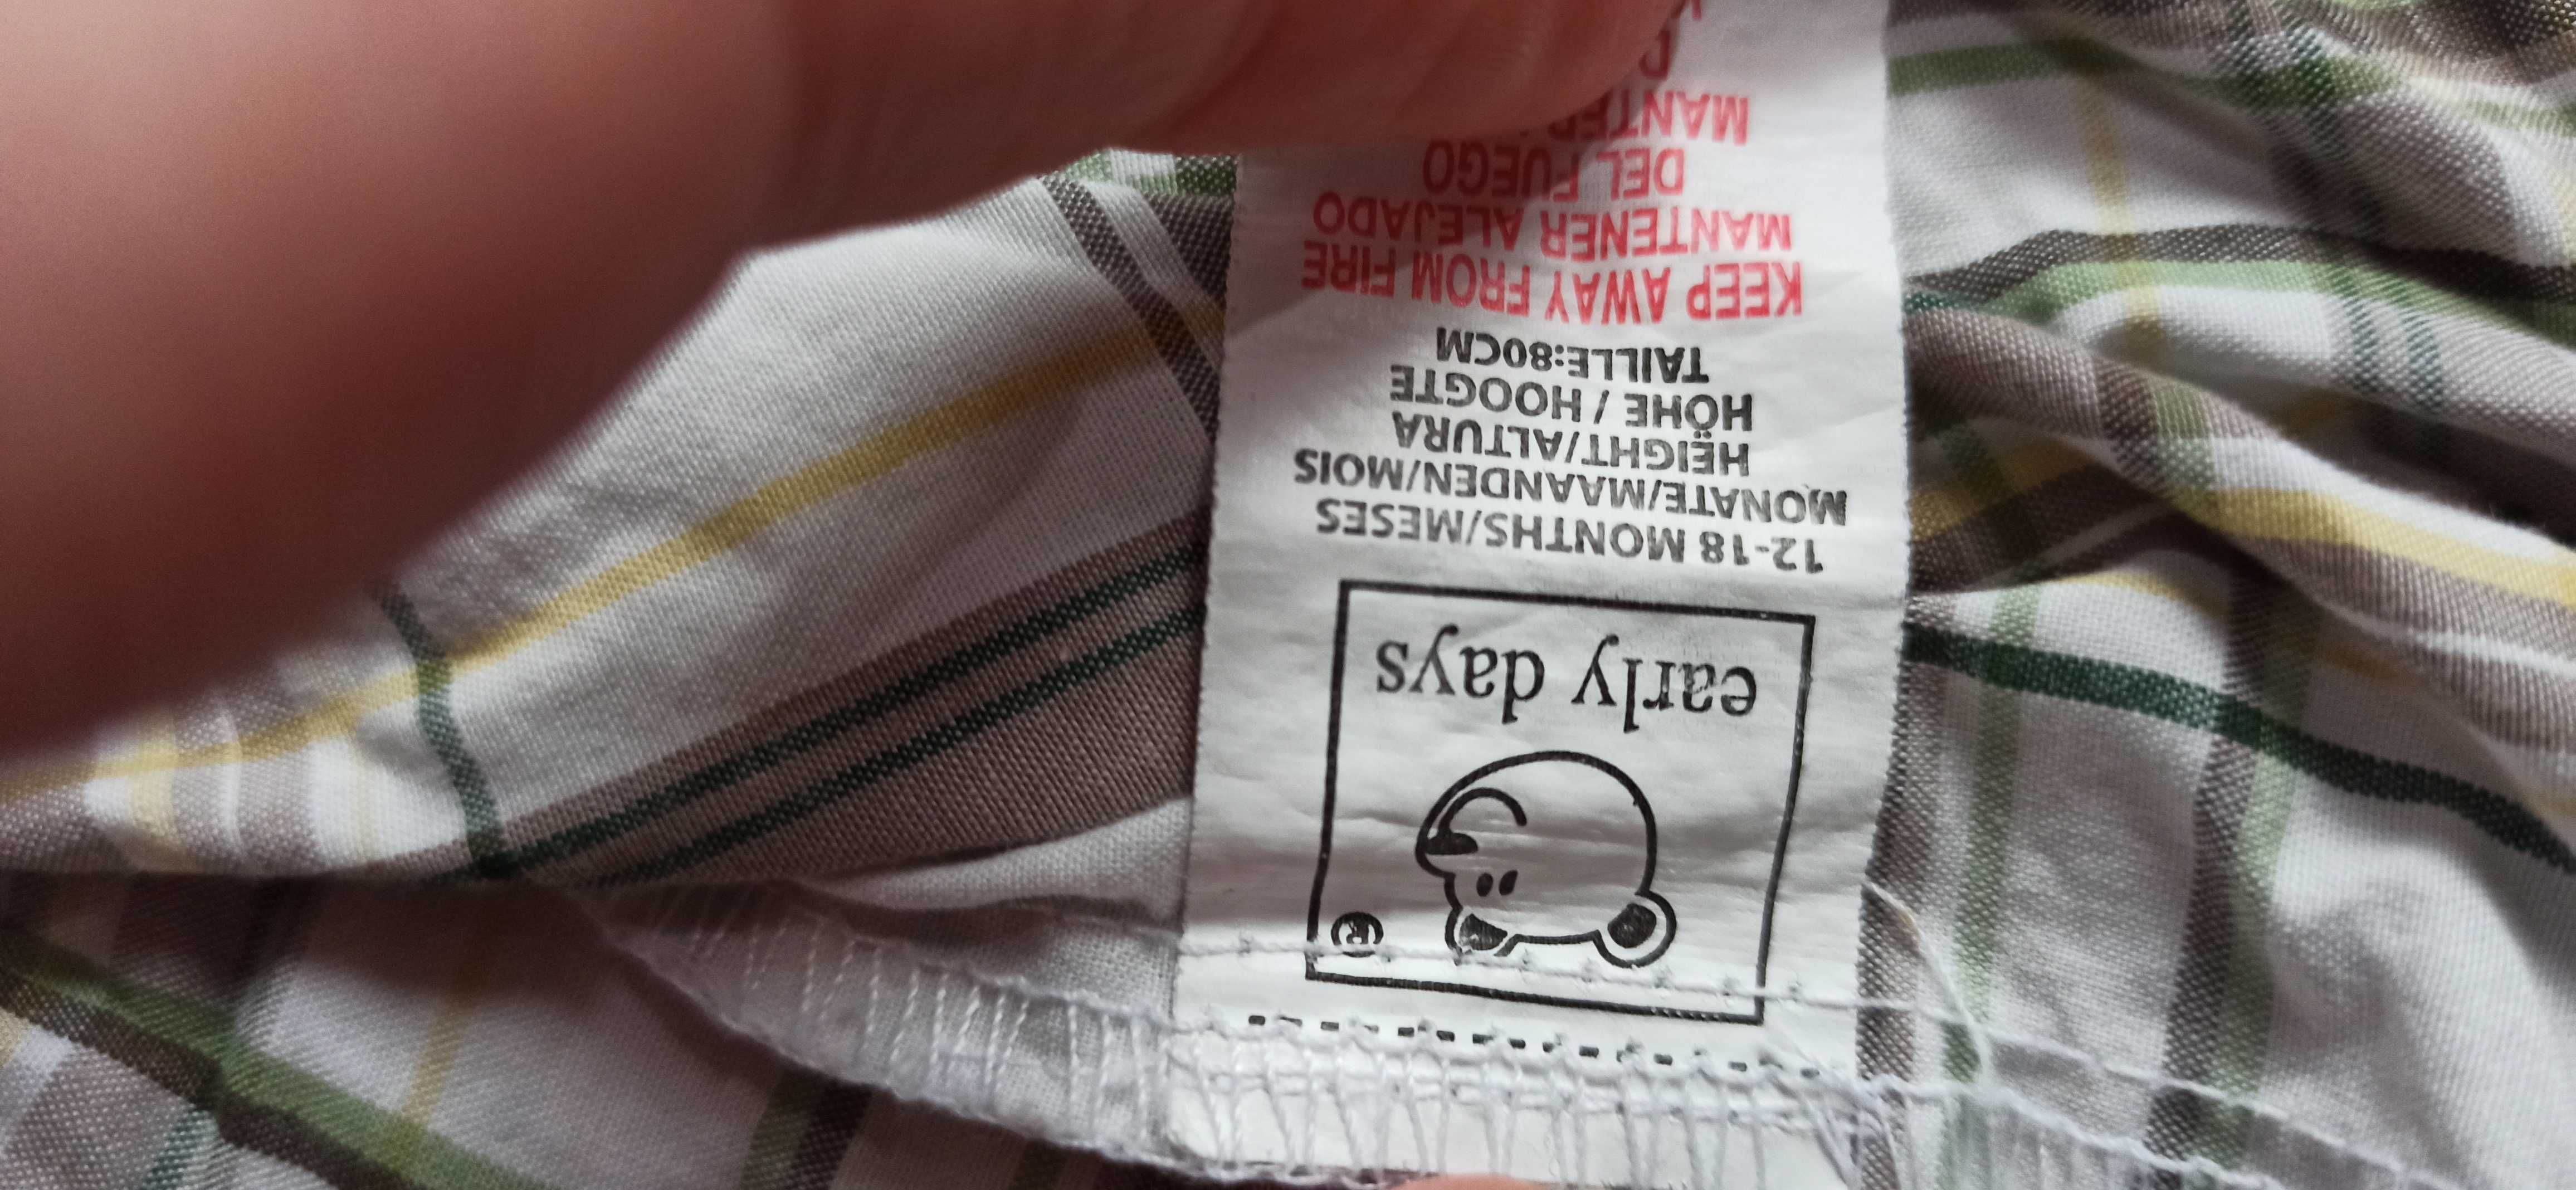 ®
early days
12-18 MONTHS/MESES
MONATE/MAANDEN/MOIS
HEIGHT/ALTURA
HÖHE / HOOGTE
TAILLE:80CM
KEEP AWAY FROM FIRE
MANTENER ALEJADO
DEL FUEGO